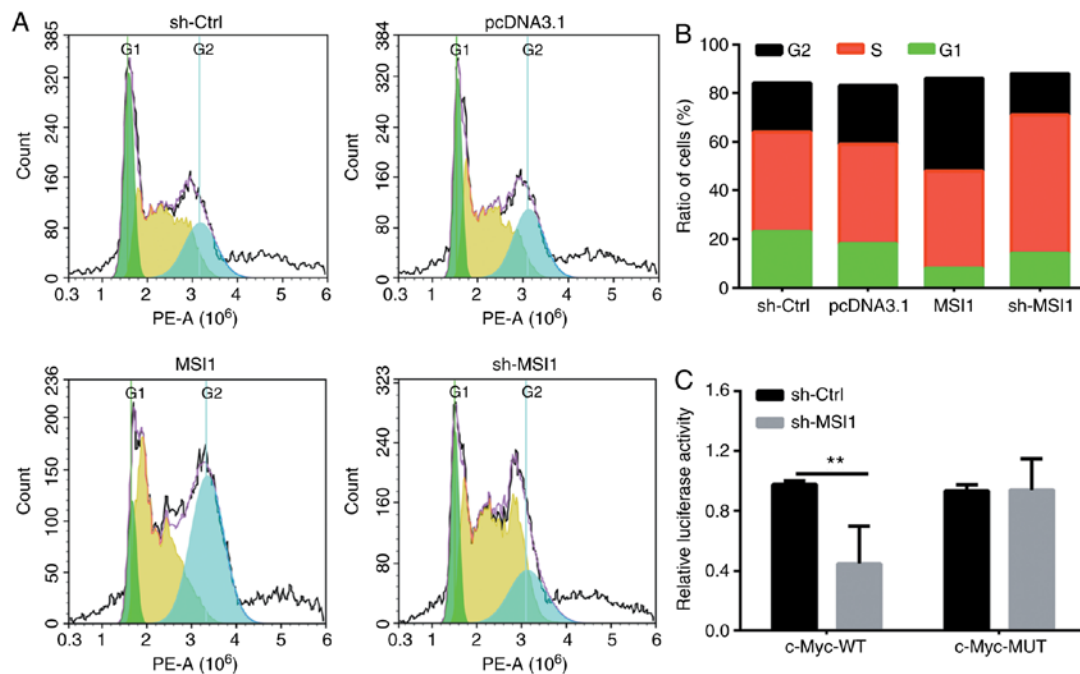 A
sh-Ctrl
385
320
240
160
80
0
Count
G1
G2
0.3 1 2 3 4 5 6
PE-A (10⁶)
pcDNA3.1
384
320
240
160
80
0
Count
G1
G2
0.3 1 2 3 4 5 6
PE-A (10⁶)
MSI1
236
200
150
100
50
0
Count
G1
G2
0.3 1 2 3 4 5 6
PE-A (10⁶)
sh-MSI1
323
240
160
80
0
Count
G1
G2
0.3 1 2 3 4 5 6
PE-A (10⁶)
B
G2 S G1
100
80
60
40
20
0
Ratio of cells (%)
sh-Ctrl pcDNA3.1 MSI1 sh-MSI1
C
sh-Ctrl
sh-MSI1
1.6
1.2
0.8
0.4
0.0
Relative luciferase activity
**
c-Myc-WT c-Myc-MUT